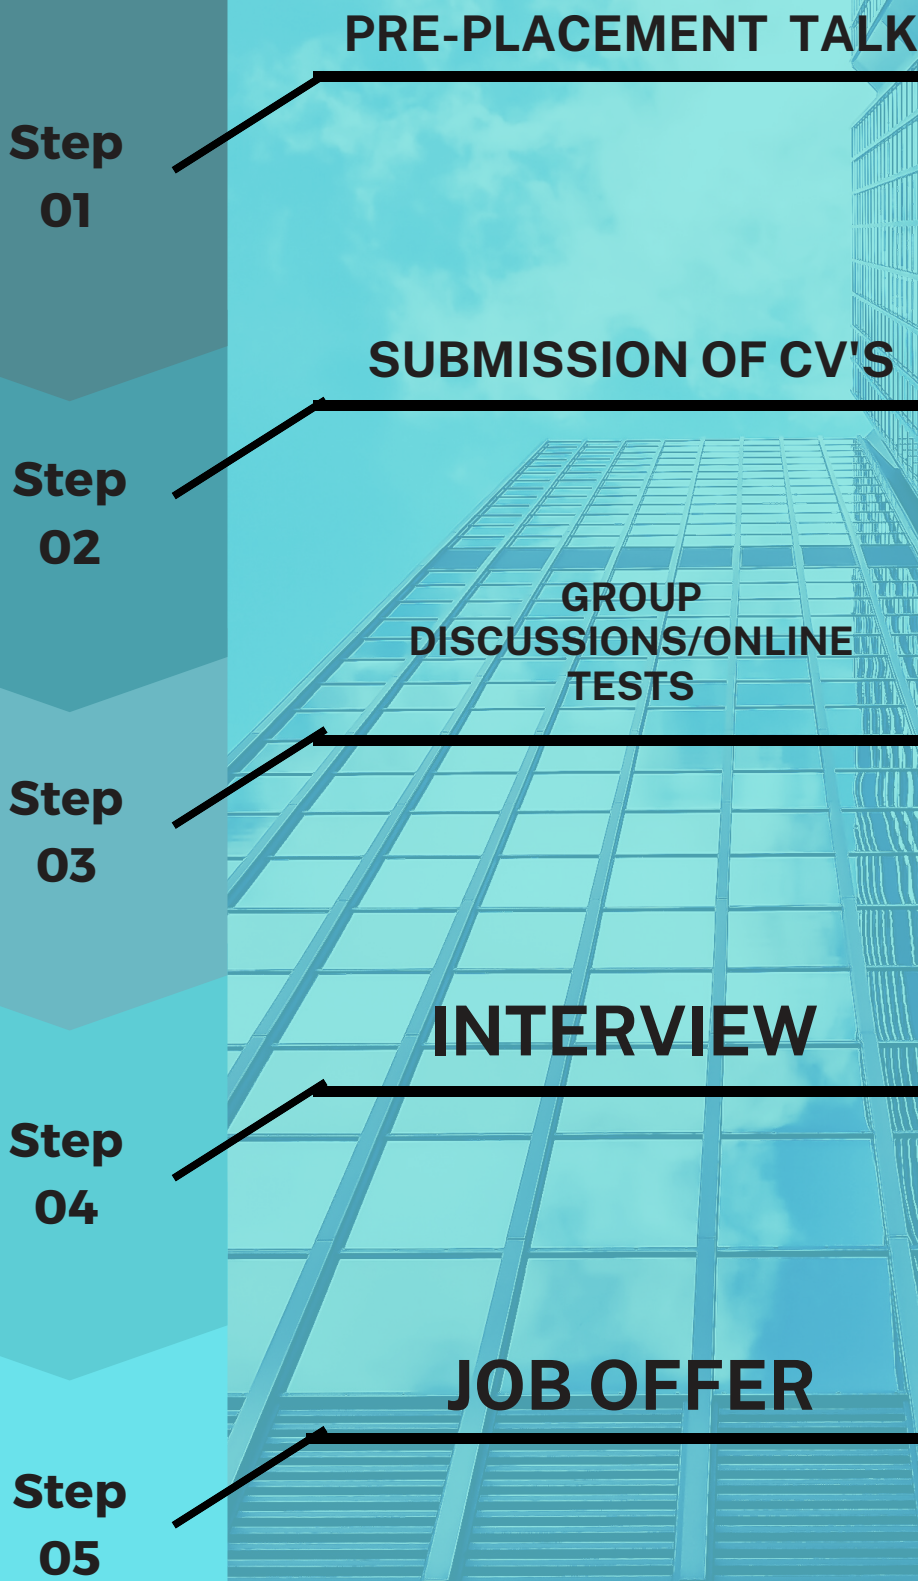 PRE-PLACEMENT TALK
Step
01
SUBMISSION OF CV'S
Step
02
GROUP
DISCUSSIONS/ONLINE
TESTS
Step
03
INTERVIEW
Step
04
JOB OFFER
Step
05